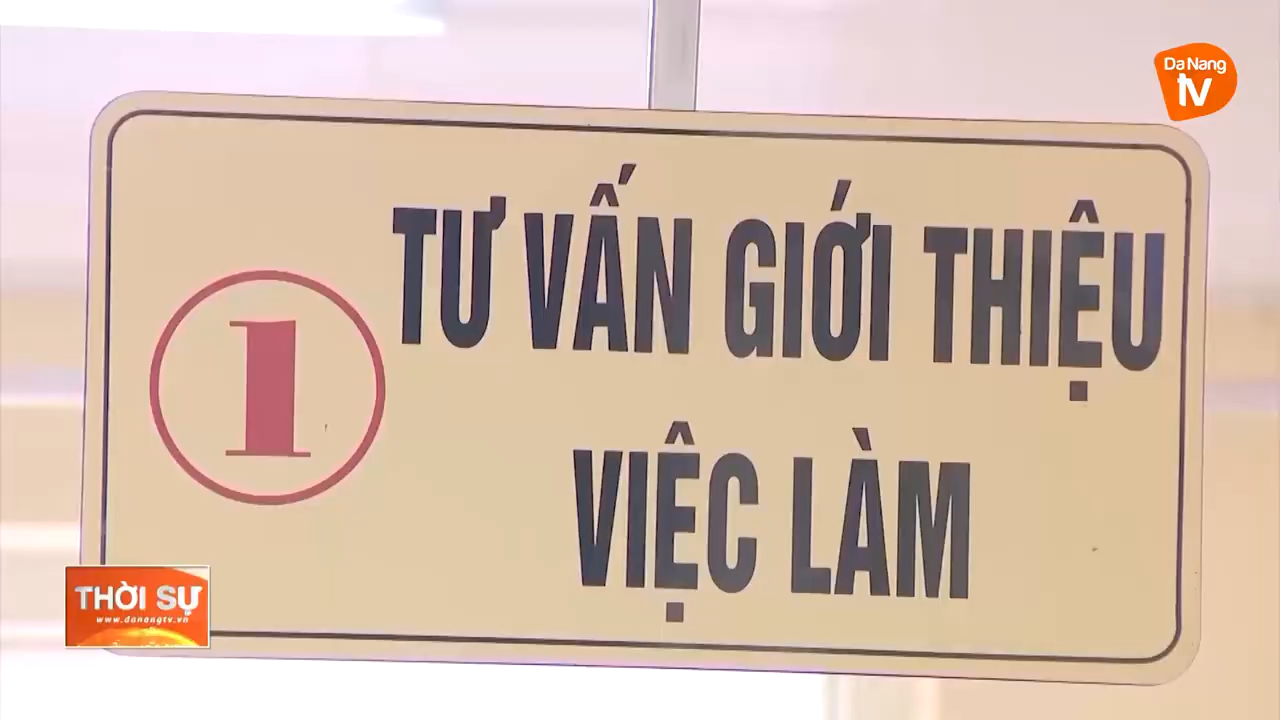 Da Nang
tv
1
TƯ VẤN GIỚI THIỆU
VIỆC LÀM
THỜI SỰ
www.danangtv.vn